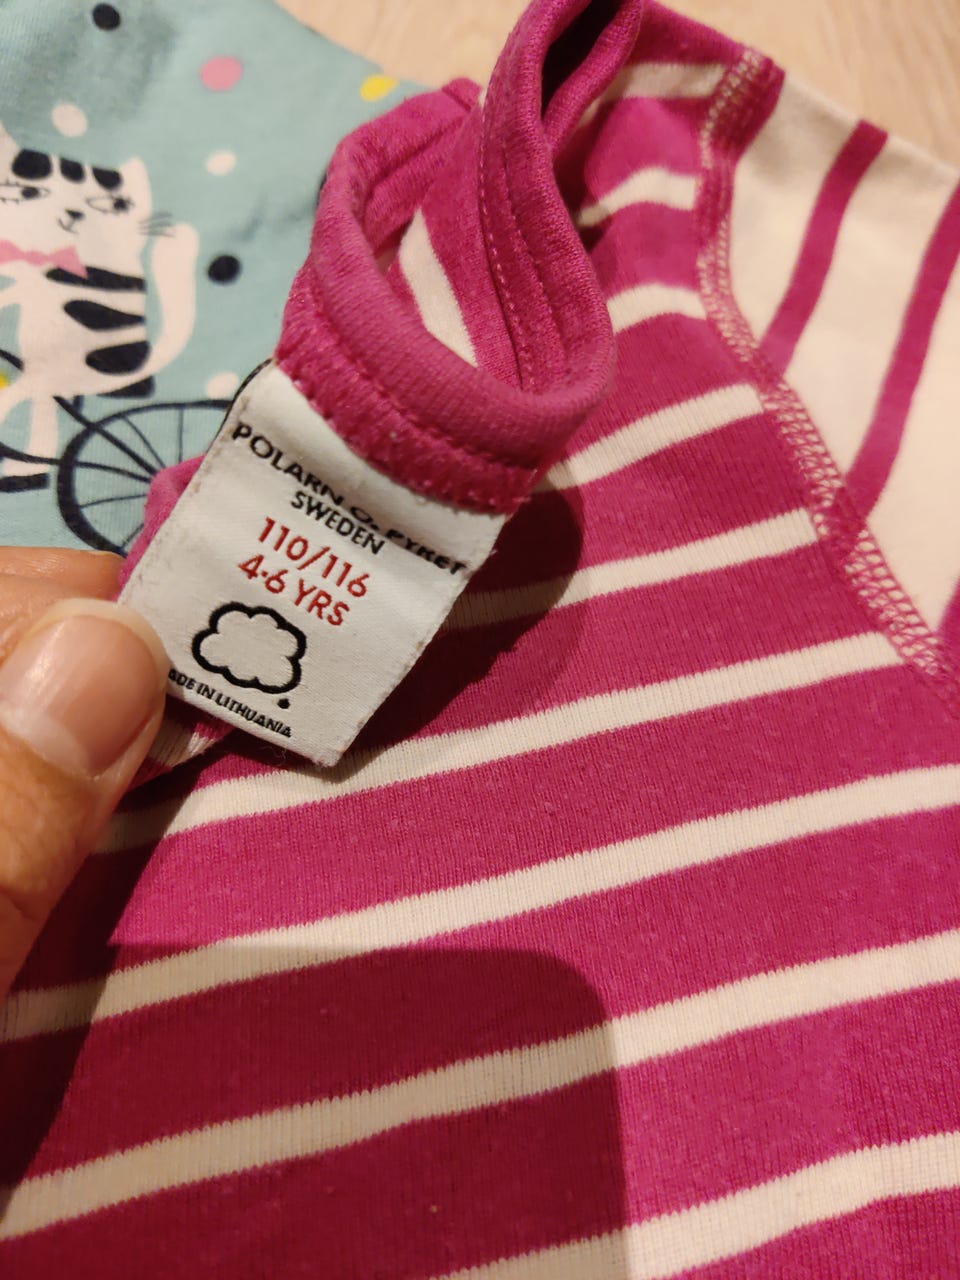 POLARN O. PYRET
SWEDEN
110/116
4-6 YRS
ADE IN LITHUANIA